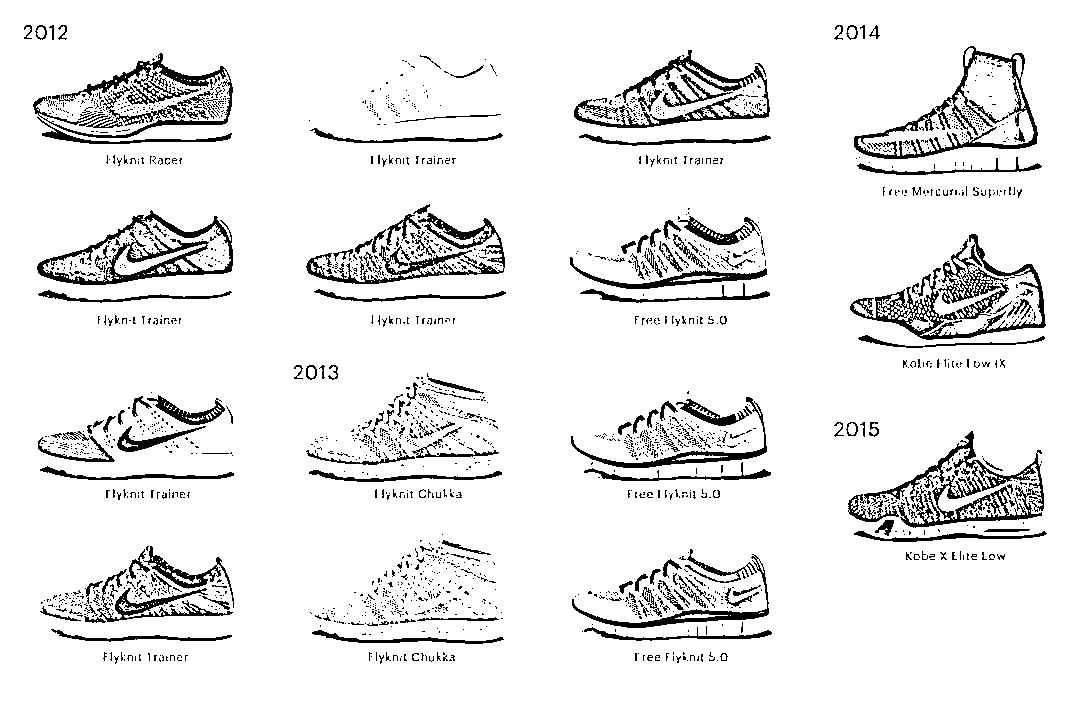 2012
Flyknit Racer
Flyknit Trainer
Flyknit Trainer
Flyknit Trainer
Flyknit Trainer
Free Flyknit 5.0
Flyknit Trainer
2013
Flyknit Chukka
Free Flyknit 5.0
Flyknit Trainer
Flyknit Chukka
Free Flyknit 5.0
2014
Free Mercurial Superfly
Kobe Elite Low IX
2015
Kobe X Elite Low